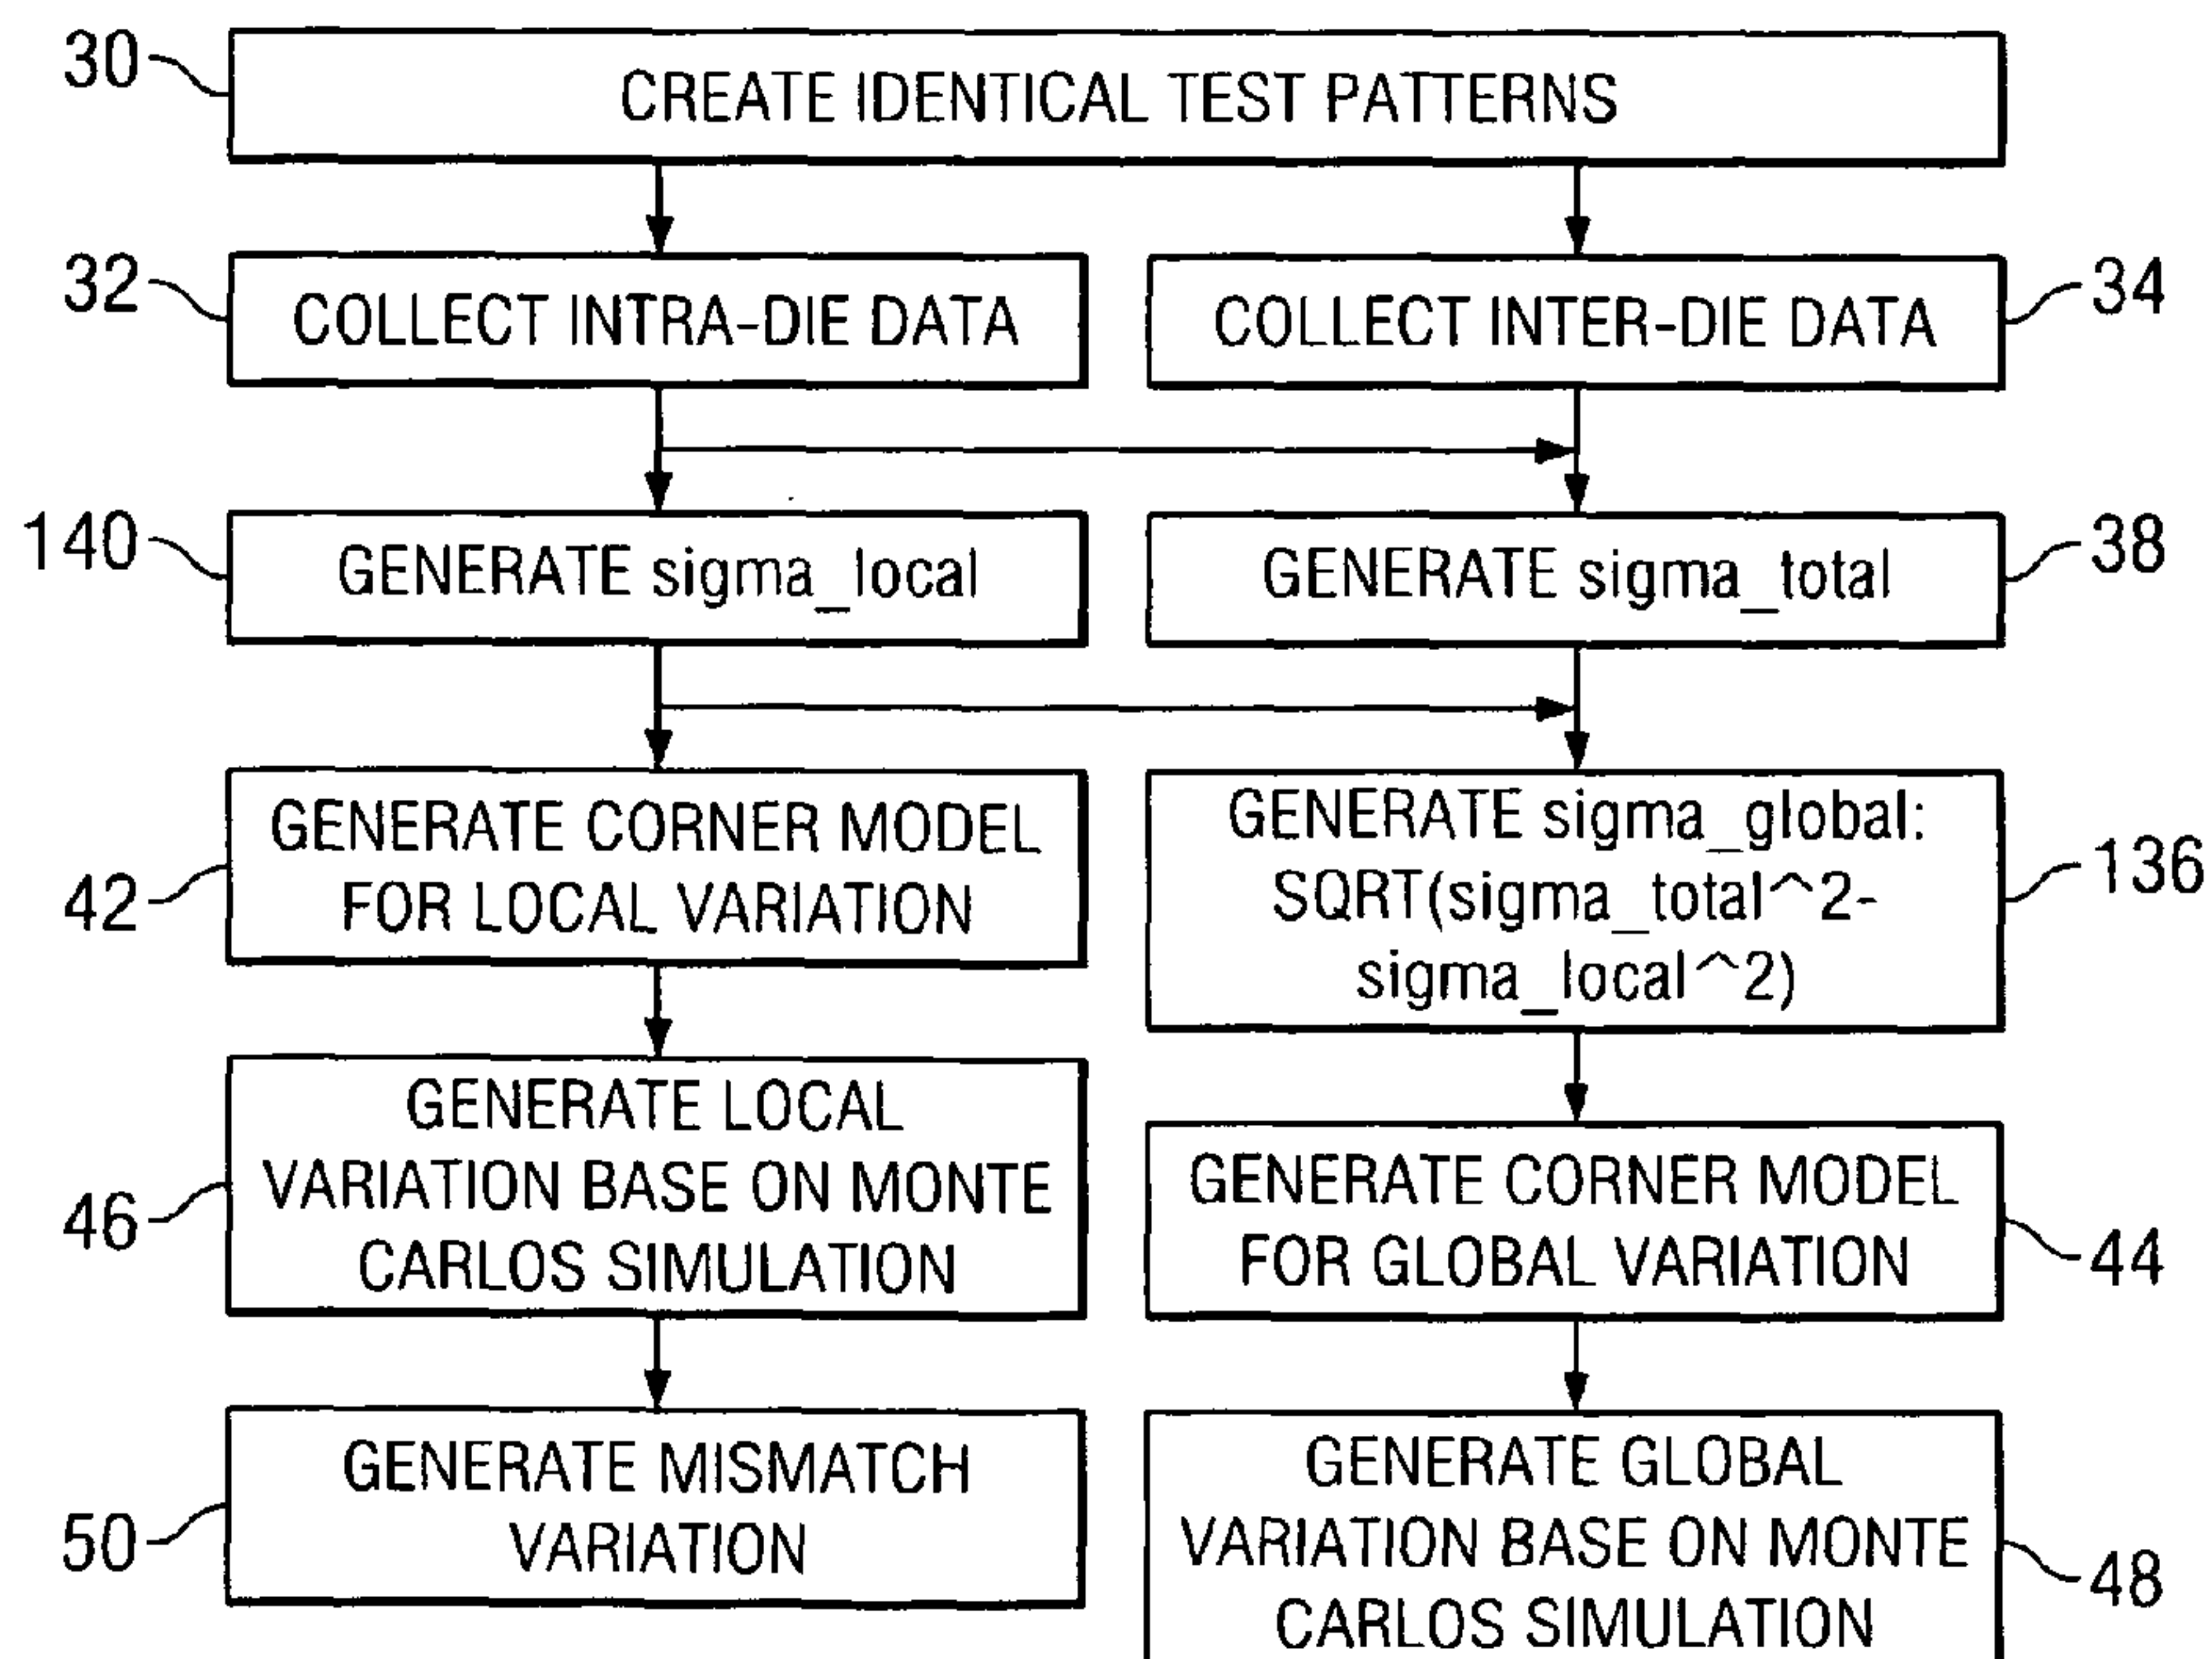 30
CREATE IDENTICAL TEST PATTERNS
32
COLLECT INTRA-DIE DATA
COLLECT INTER-DIE DATA
34
140
GENERATE sigma_local
GENERATE sigma_total
38
42
GENERATE CORNER MODEL
FOR LOCAL VARIATION
GENERATE sigma_global:
SQRT(sigma_total^2-
sigma_local^2)
136
46
GENERATE LOCAL
VARIATION BASE ON MONTE
CARLOS SIMULATION
GENERATE CORNER MODEL
FOR GLOBAL VARIATION
44
50
GENERATE MISMATCH
VARIATION
GENERATE GLOBAL
VARIATION BASE ON MONTE
CARLOS SIMULATION
48